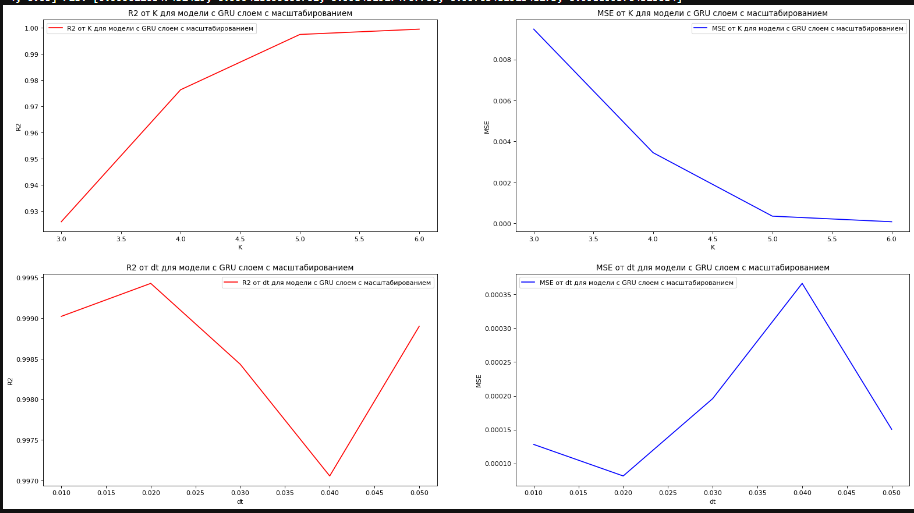 R2 от К для модели с GRU слоем с масштабированием
R2 от К для модели с GRU слоем с масштабированием
1.00
0.99
0.98
0.97
0.96
0.95
0.94
0.93
R2
3.0 3.5 4.0 4.5 5.0 5.5 6.0
K
MSE от К для модели с GRU слоем с масштабированием
MSE от К для модели с GRU слоем с масштабированием
0.008
0.006
0.004
0.002
0.000
MSE
3.0 3.5 4.0 4.5 5.0 5.5 6.0
K
R2 от dt для модели с GRU слоем с масштабированием
R2 от dt для модели с GRU слоем с масштабированием
0.9995
0.9990
0.9985
0.9980
0.9975
0.9970
R2
0.010 0.015 0.020 0.025 0.030 0.035 0.040 0.045 0.050
dt
MSE от dt для модели с GRU слоем с масштабированием
MSE от dt для модели с GRU слоем с масштабированием
0.00035
0.00030
0.00025
0.00020
0.00015
0.00010
MSE
0.010 0.015 0.020 0.025 0.030 0.035 0.040 0.045 0.050
dt